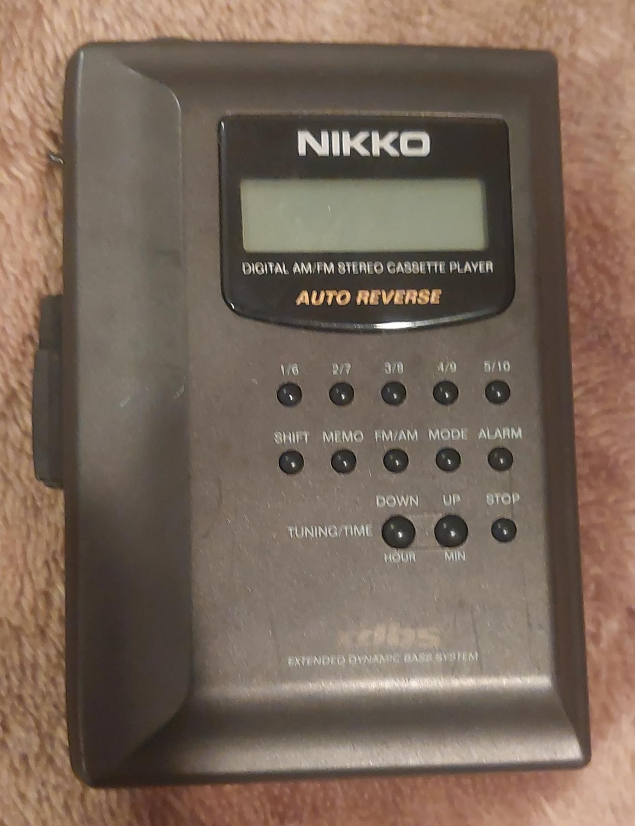 NIKKO
DIGITAL AM/FM STEREO CASSETTE PLAYER
AUTO REVERSE
1/6 2/7 3/8 4/9 5/10
SHIFT MEMO FM/AM MODE ALARM
DOWN UP STOP
TUNING/TIME
HOUR MIN
xdbs
EXTENDED DYNAMIC BASS SYSTEM